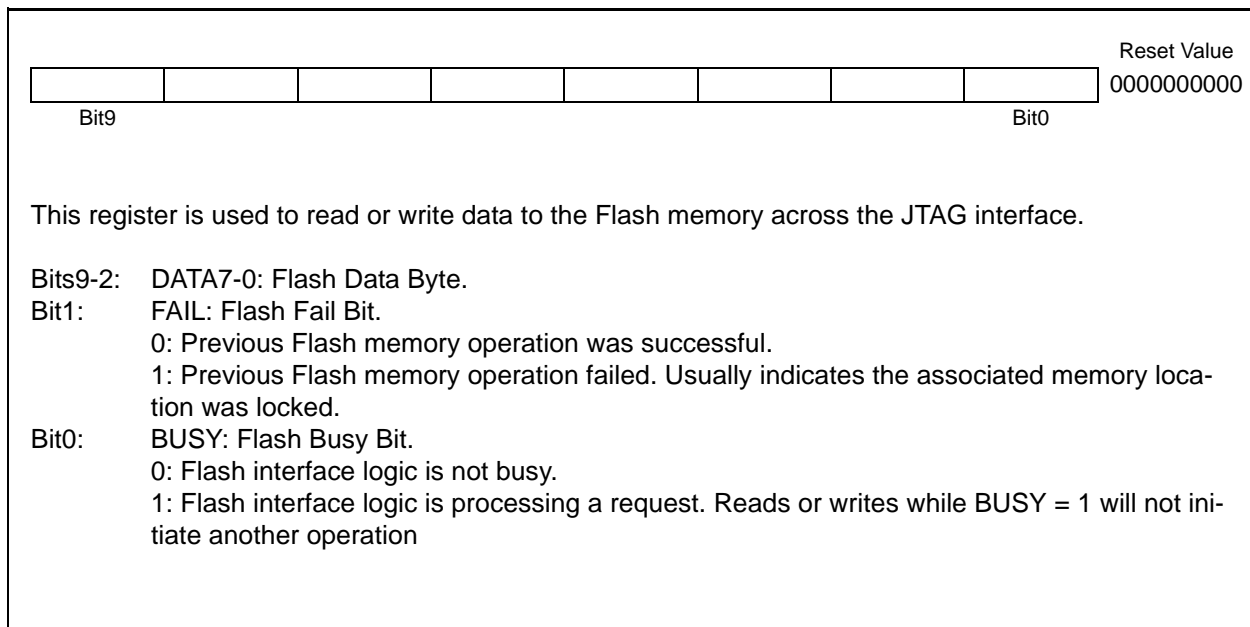 Reset Value
0000000000
Bit9 Bit0
This register is used to read or write data to the Flash memory across the JTAG interface.
Bits9-2: DATA7-0: Flash Data Byte.
Bit1: FAIL: Flash Fail Bit.
0: Previous Flash memory operation was successful.
1: Previous Flash memory operation failed. Usually indicates the associated memory loca-
tion was locked.
Bit0: BUSY: Flash Busy Bit.
0: Flash interface logic is not busy.
1: Flash interface logic is processing a request. Reads or writes while BUSY = 1 will not ini-
tiate another operation